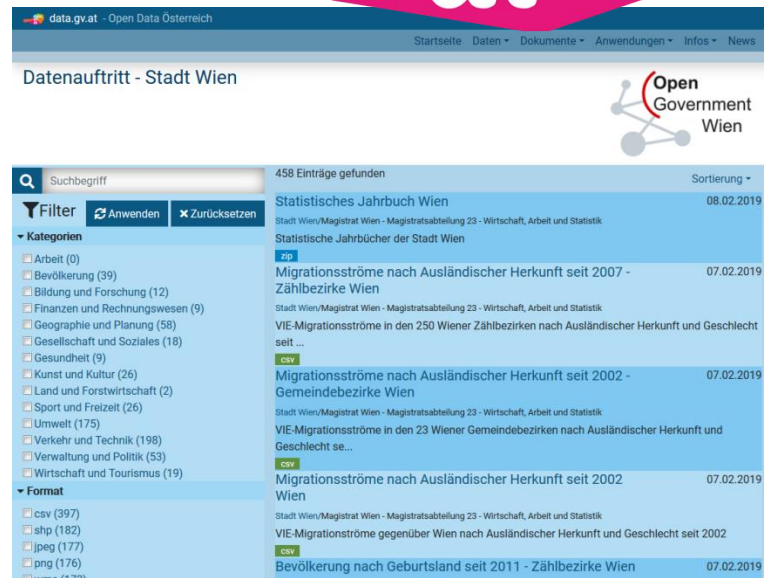 data.gv.at - Open Data Österreich
Startseite Daten Dokumente Anwendungen Infos News
Datenauftritt - Stadt Wien
Open
Government
Wien
Suchbegriff
Filter Anwenden Zurücksetzen
Kategorien
Arbeit (0)
Bevölkerung (39)
Bildung und Forschung (12)
Finanzen und Rechnungswesen (9)
Geographie und Planung (58)
Gesellschaft und Soziales (18)
Gesundheit (9)
Kunst und Kultur (26)
Land und Forstwirtschaft (2)
Sport und Freizeit (26)
Umwelt (175)
Verkehr und Technik (198)
Verwaltung und Politik (53)
Wirtschaft und Tourismus (19)
Format
csv (397)
shp (182)
jpeg (177)
png (176)
458 Einträge gefunden
Sortierung
Statistisches Jahrbuch Wien 08.02.2019
Stadt Wien/Magistrat Wien - Magistratsabteilung 23 - Wirtschaft, Arbeit und Statistik
Statistische Jahrbücher der Stadt Wien
zip
Migrationsströme nach Ausländischer Herkunft seit 2007 - 07.02.2019
Zählbezirke Wien
Stadt Wien/Magistrat Wien - Magistratsabteilung 23 - Wirtschaft, Arbeit und Statistik
VIE-Migrationsströme in den 250 Wiener Zählbezirken nach Ausländischer Herkunft und Geschlecht
seit ...
csv
Migrationsströme nach Ausländischer Herkunft seit 2002 - 07.02.2019
Gemeindebezirke Wien
Stadt Wien/Magistrat Wien - Magistratsabteilung 23 - Wirtschaft, Arbeit und Statistik
VIE-Migrationsströme in den 23 Wiener Gemeindebezirken nach Ausländischer Herkunft und
Geschlecht se...
csv
Migrationsströme nach Ausländischer Herkunft seit 2002 07.02.2019
Wien
Stadt Wien/Magistrat Wien - Magistratsabteilung 23 - Wirtschaft, Arbeit und Statistik
VIE-Migrationströme gegenüber Wien nach Ausländischer Herkunft und Geschlecht seit 2002
csv
Bevölkerung nach Geburtsland seit 2011 - Zählbezirke Wien 07.02.2019